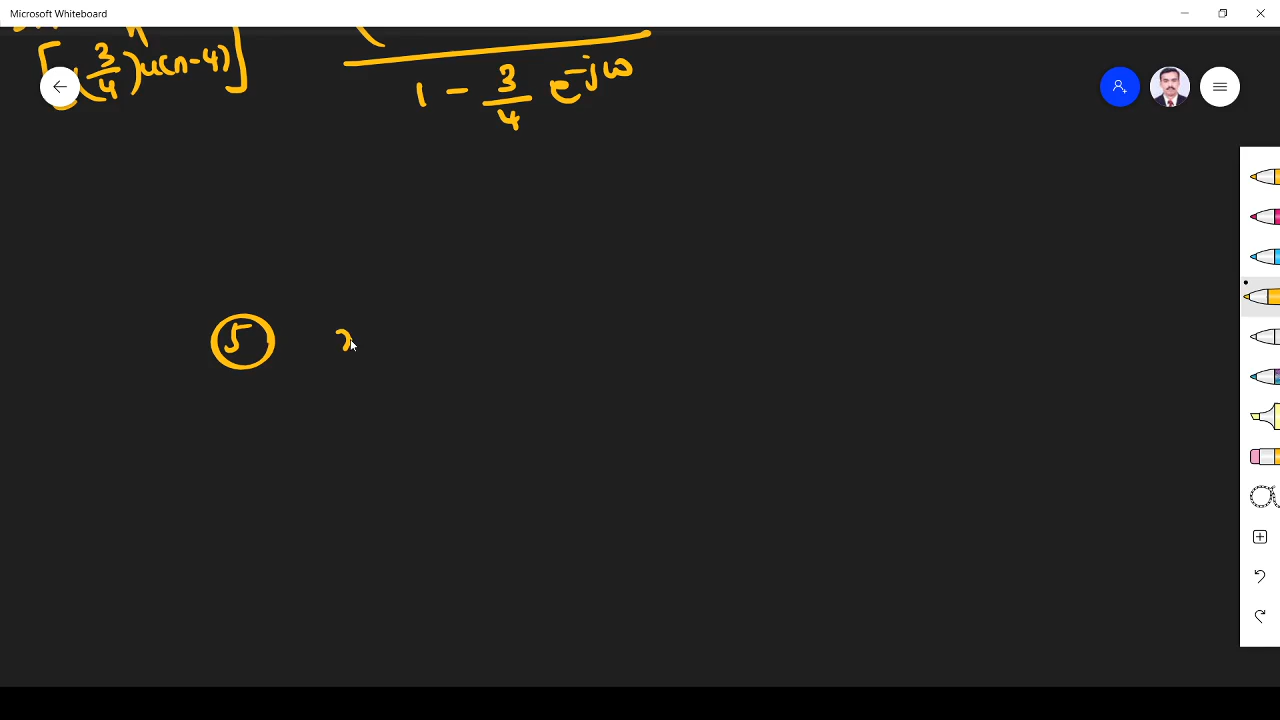 Microsoft Whiteboard
[(3/4) u(n-4)]
1 - 3/4 e^-jω
5